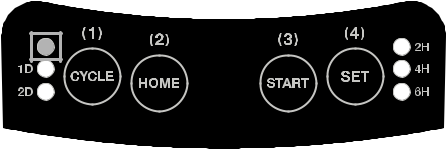 (1) (2) (3) (4)
2H
1D CYCLE HOME START SET 4H
2D 6H